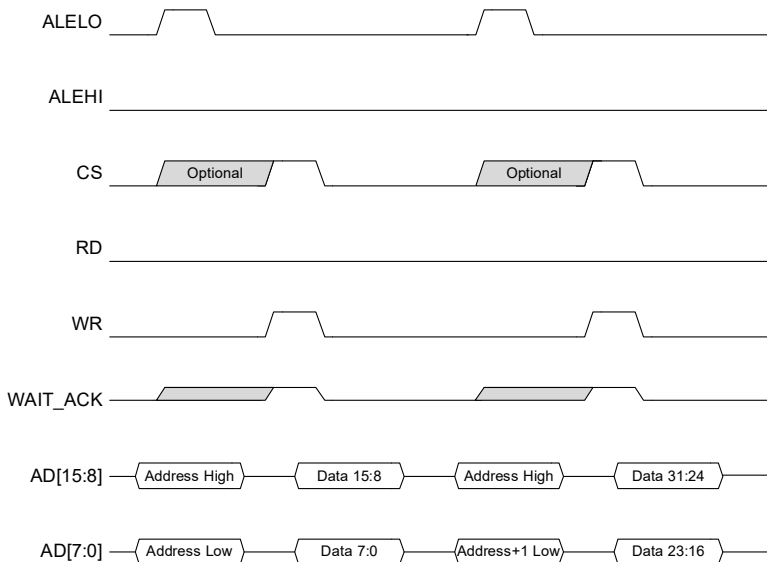 ALELO
ALEHI
CS Optional Optional
RD
WR
WAIT_ACK
AD[15:8] Address High Data 15:8 Address High Data 31:24
AD[7:0] Address Low Data 7:0 Address+1 Low Data 23:16